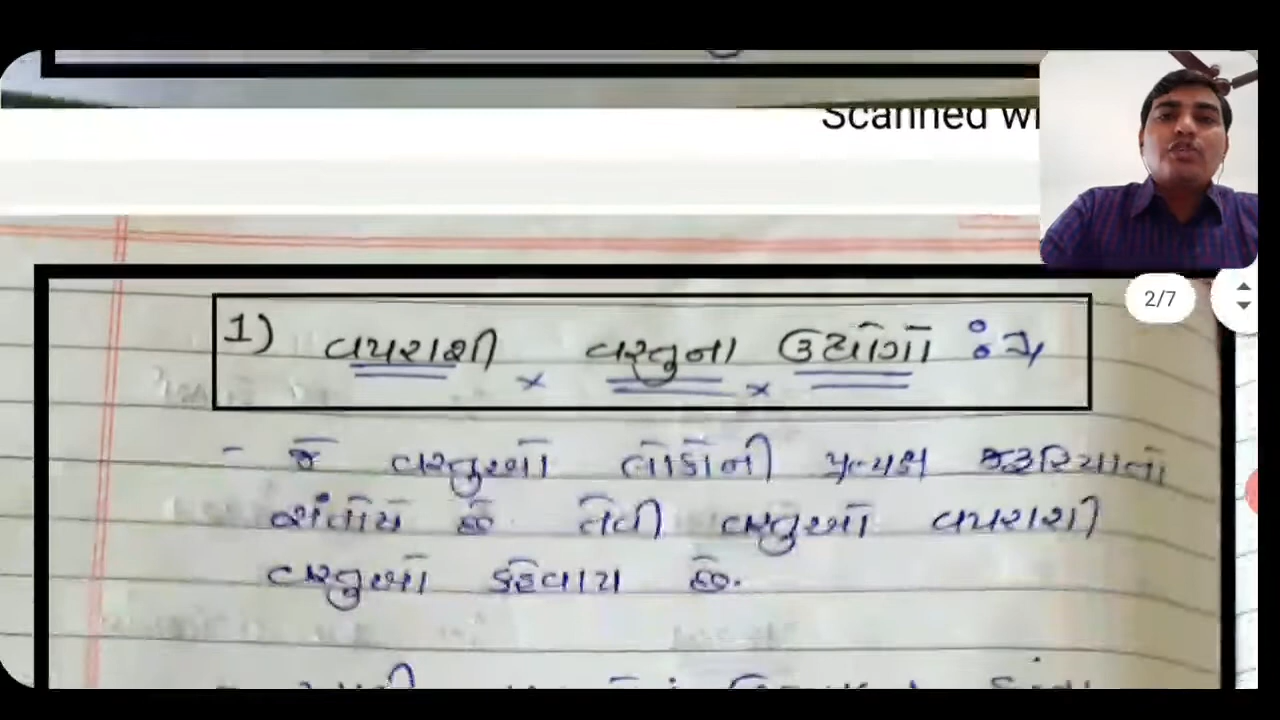 Scanned wi
2/7
1) વપરાશી વસ્તુના ઉદ્યોગો :→
- જે વસ્તુઓ લોકોની પ્રત્યક્ષ જરૂરિયાતો
સંતોષે છે તેવી વસ્તુઓ વપરાશી
વસ્તુઓ કહેવાય છે.